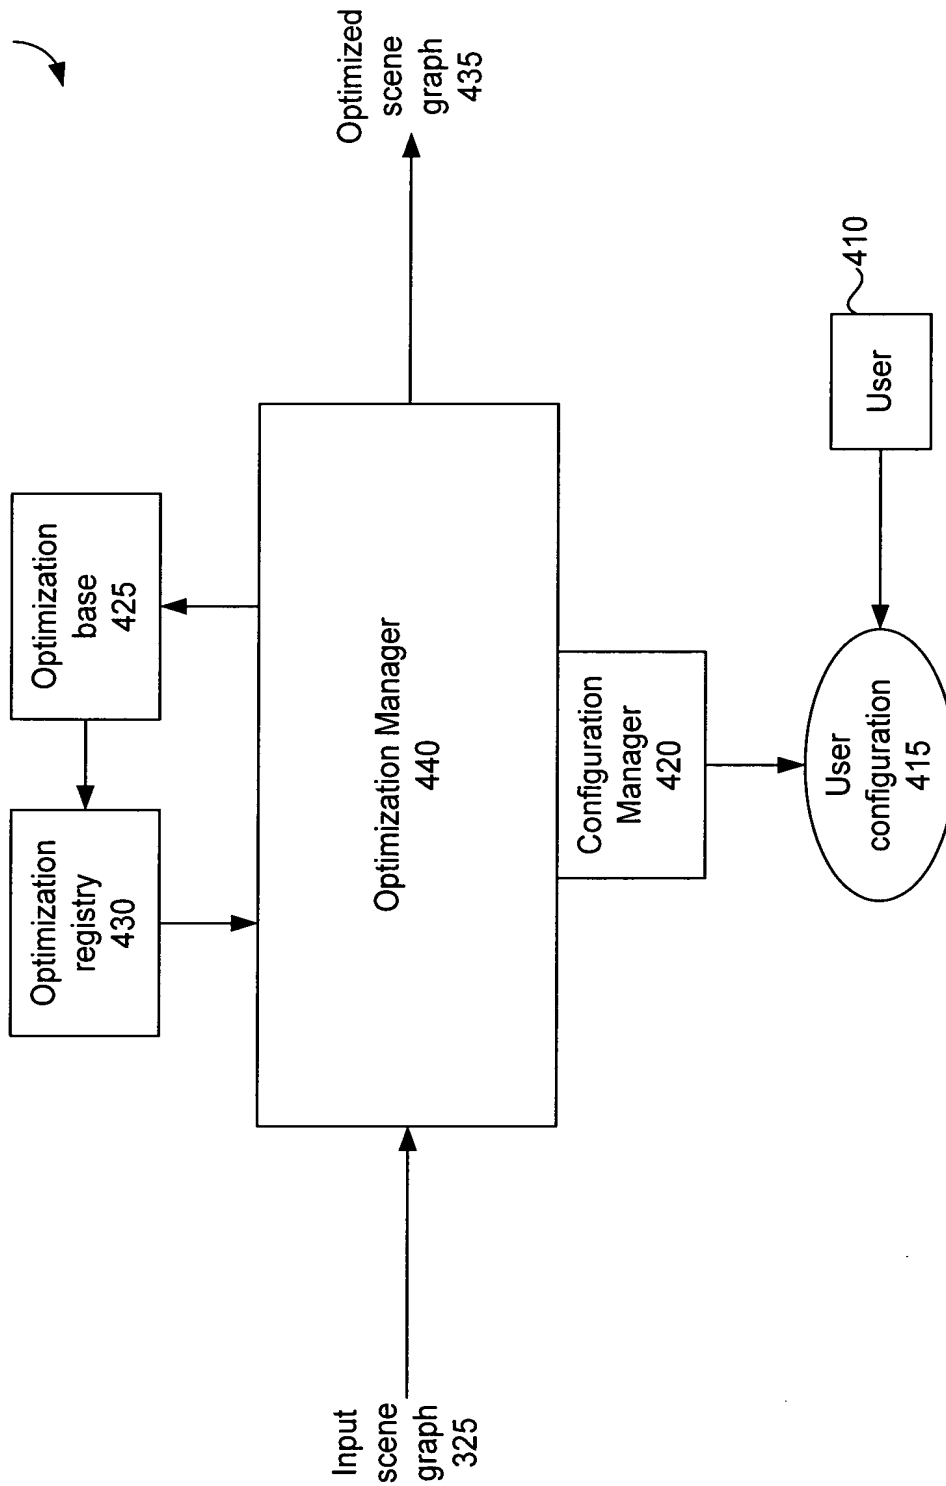 Optimization
registry
430
Optimization
base
425
Input
scene
graph
325
Optimization Manager
440
Optimized
scene
graph
435
Configuration
Manager
420
User
configuration
415
User
410